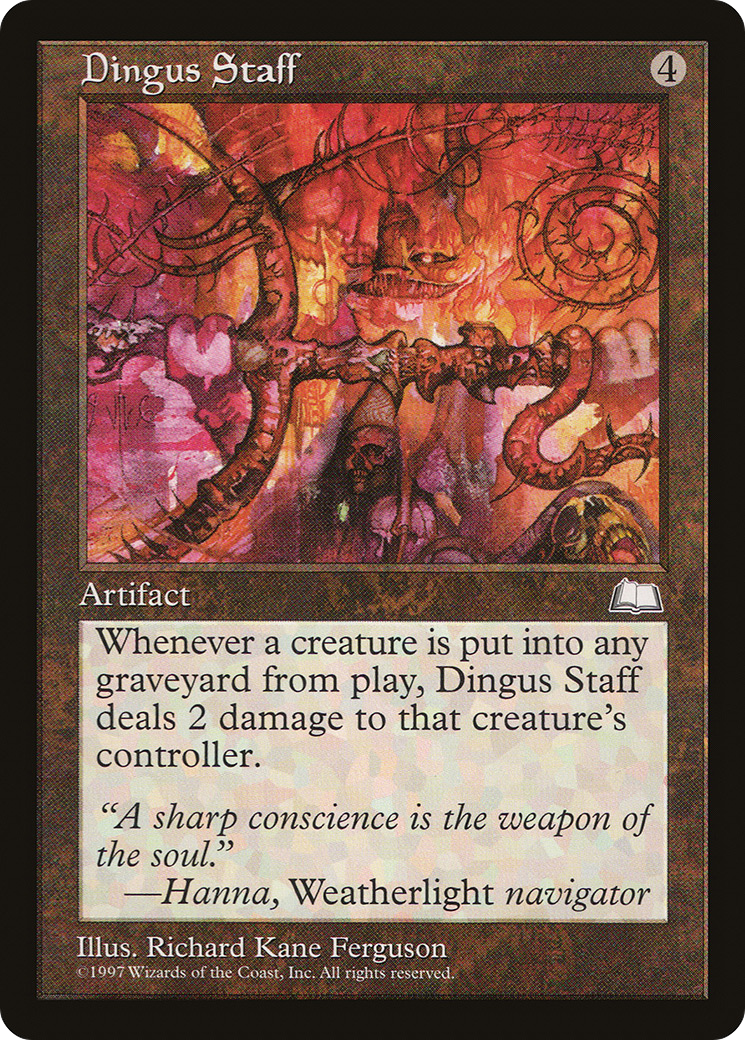 Dingus Staff 4
Artifact
Whenever a creature is put into any
graveyard from play, Dingus Staff
deals 2 damage to that creature's
controller.
“A sharp conscience is the weapon of
the soul.”
—Hanna, Weatherlight navigator
Illus. Richard Kane Ferguson
©1997 Wizards of the Coast, Inc. All rights reserved.